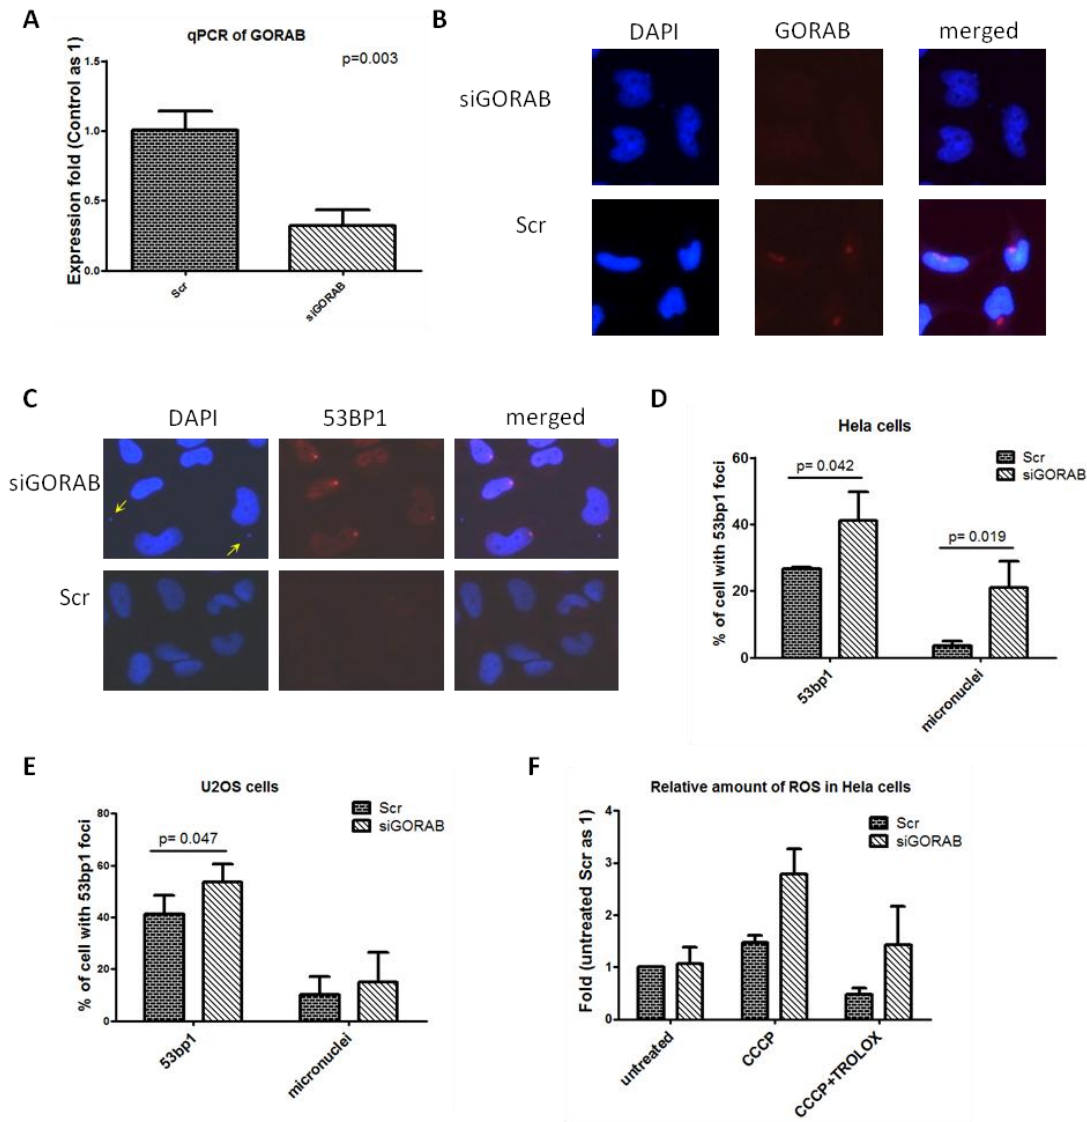 A
qPCR of GORAB
p=0.003
Expression fold (Control as 1)
1.5
1.0
0.5
0.0
Scr
siGORAB
B
DAPI
GORAB
merged
siGORAB
Scr
C
DAPI
53BP1
merged
siGORAB
Scr
D
Hela cells
Scr
siGORAB
% of cell with 53bp1 foci
60
40
20
0
p= 0.042
p= 0.019
53bp1
micronuclei
E
U2OS cells
Scr
siGORAB
% of cell with 53bp1 foci
80
60
40
20
0
p= 0.047
53bp1
micronuclei
F
Relative amount of ROS in Hela cells
Scr
siGORAB
Fold (untreated Scr as 1)
4
3
2
1
0
untreated
CCCP
CCCP+TROLOX